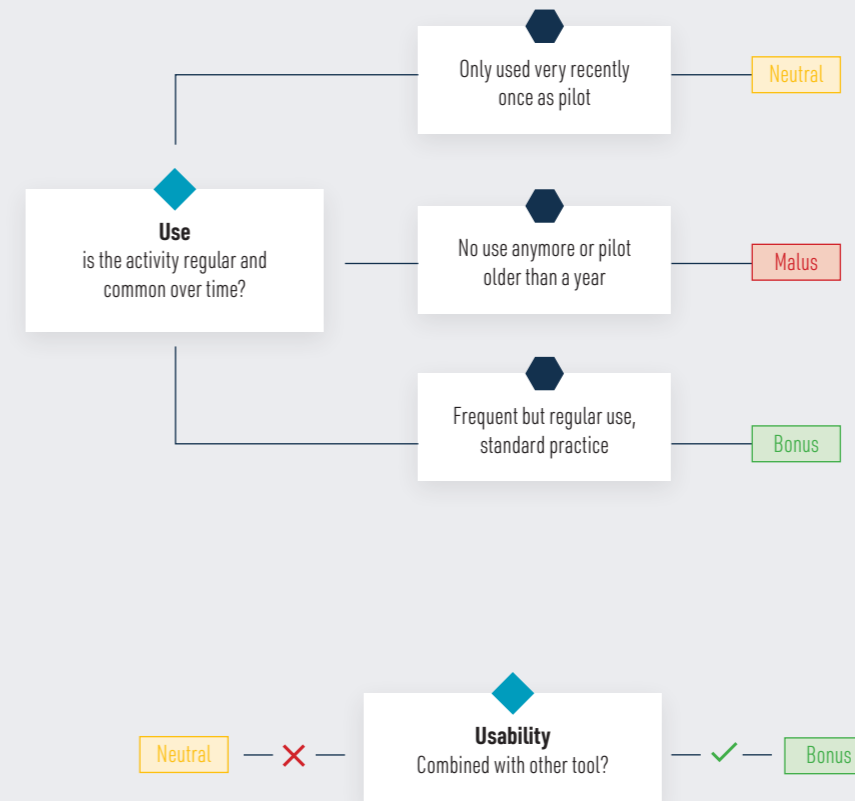 Only used very recently
once as pilot
Neutral
Use
is the activity regular and
common over time?
No use anymore or pilot
older than a year
Malus
Frequent but regular use,
standard practice
Bonus
Usability
Combined with other tool?
Neutral
Bonus